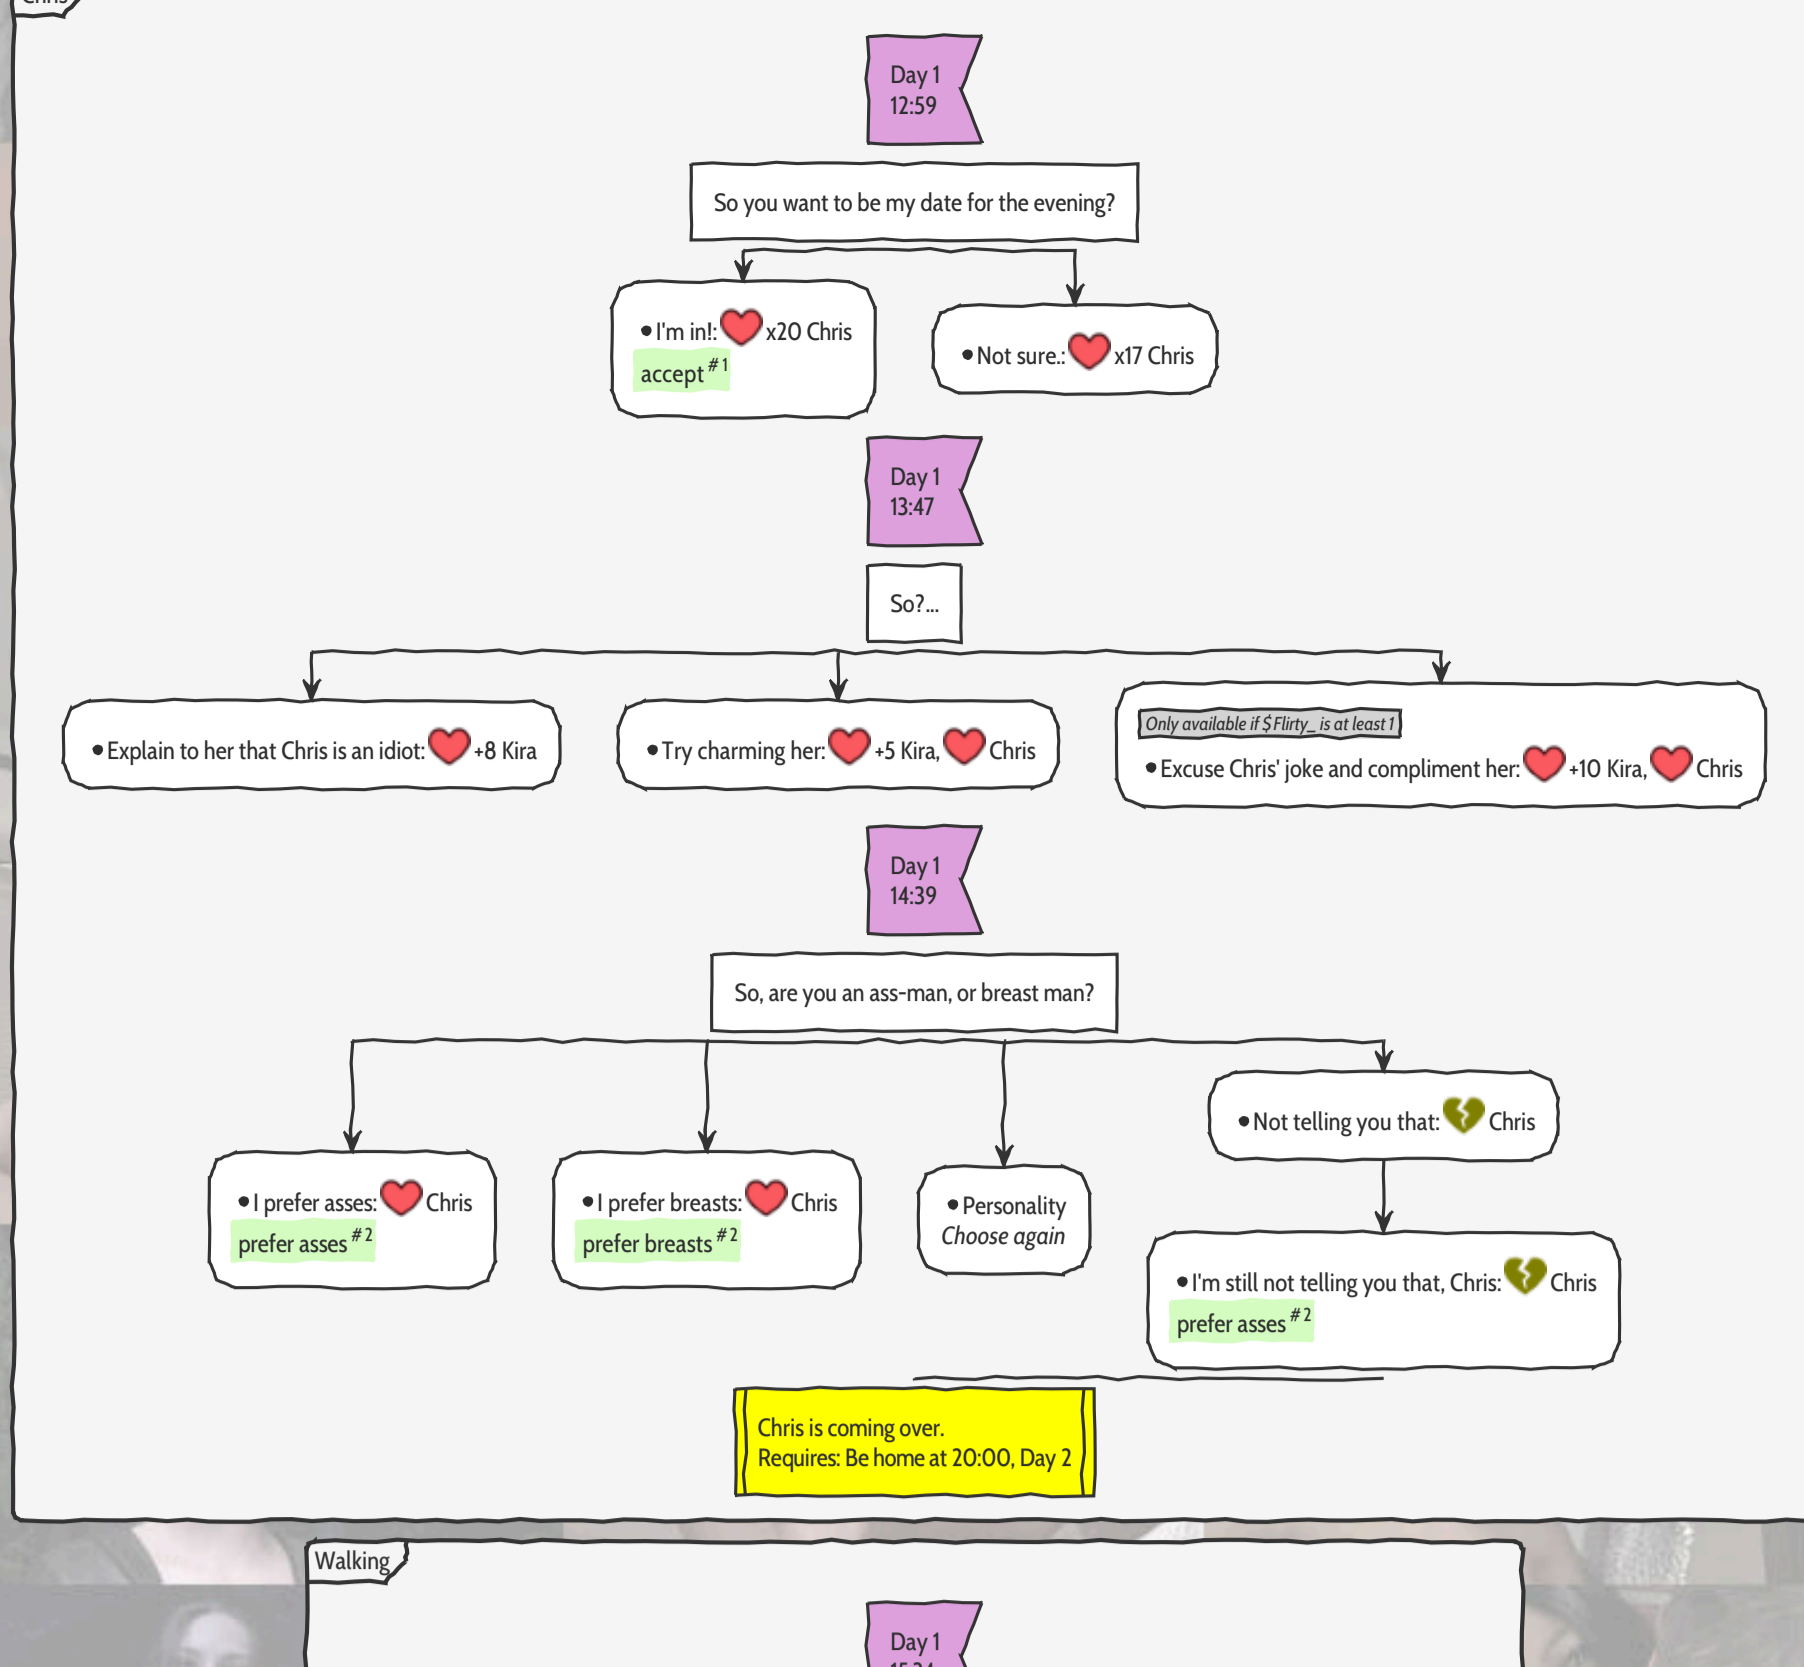 Chris
Day 1
12:59
So you want to be my date for the evening?
•I'm in!: x20 Chris
accept #1
•Not sure.: x17 Chris
Day 1
13:47
So?...
•Explain to her that Chris is an idiot: +8 Kira
•Try charming her: +5 Kira, Chris
Only available if $Flirty_ is at least 1
•Excuse Chris' joke and compliment her: +10 Kira, Chris
Day 1
14:39
So, are you an ass-man, or breast man?
•Not telling you that: Chris
•I prefer asses: Chris
prefer asses #2
•I prefer breasts: Chris
prefer breasts #2
•Personality
Choose again
•I'm still not telling you that, Chris: Chris
prefer asses #2
Chris is coming over.
Requires: Be home at 20:00, Day 2
Walking
Day 1